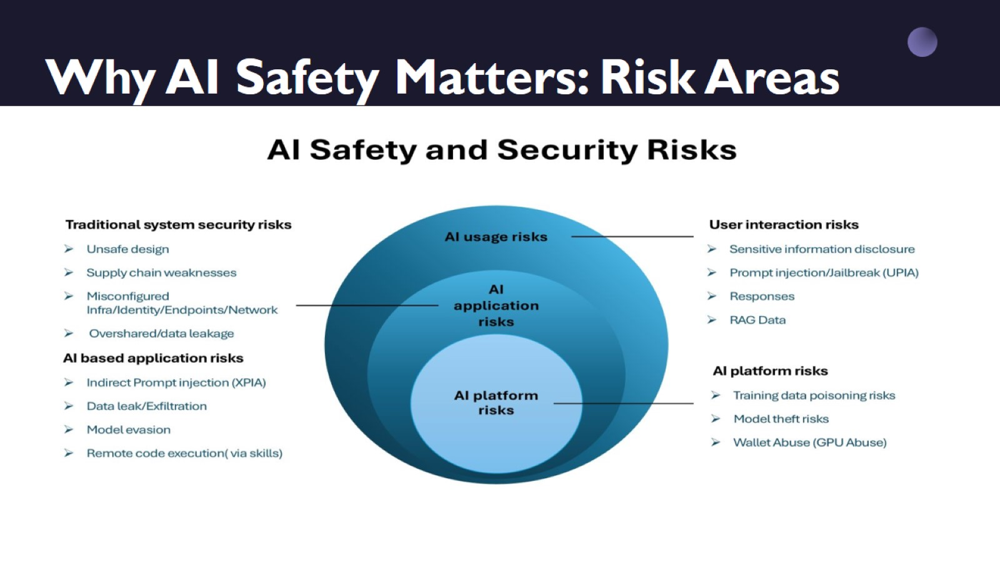 Why AI Safety Matters: Risk Areas
AI Safety and Security Risks
Traditional system security risks
Unsafe design
Supply chain weaknesses
Misconfigured
Infra/Identity/Endpoints/Network
Overshared/data leakage
AI based application risks
Indirect Prompt injection (XPIA)
Data leak/Exfiltration
Model evasion
Remote code execution( via skills)
AI usage risks
AI
application
risks
AI platform
risks
User interaction risks
Sensitive information disclosure
Prompt injection/Jailbreak (UPIA)
Responses
RAG Data
AI platform risks
Training data poisoning risks
Model theft risks
Wallet Abuse (GPU Abuse)